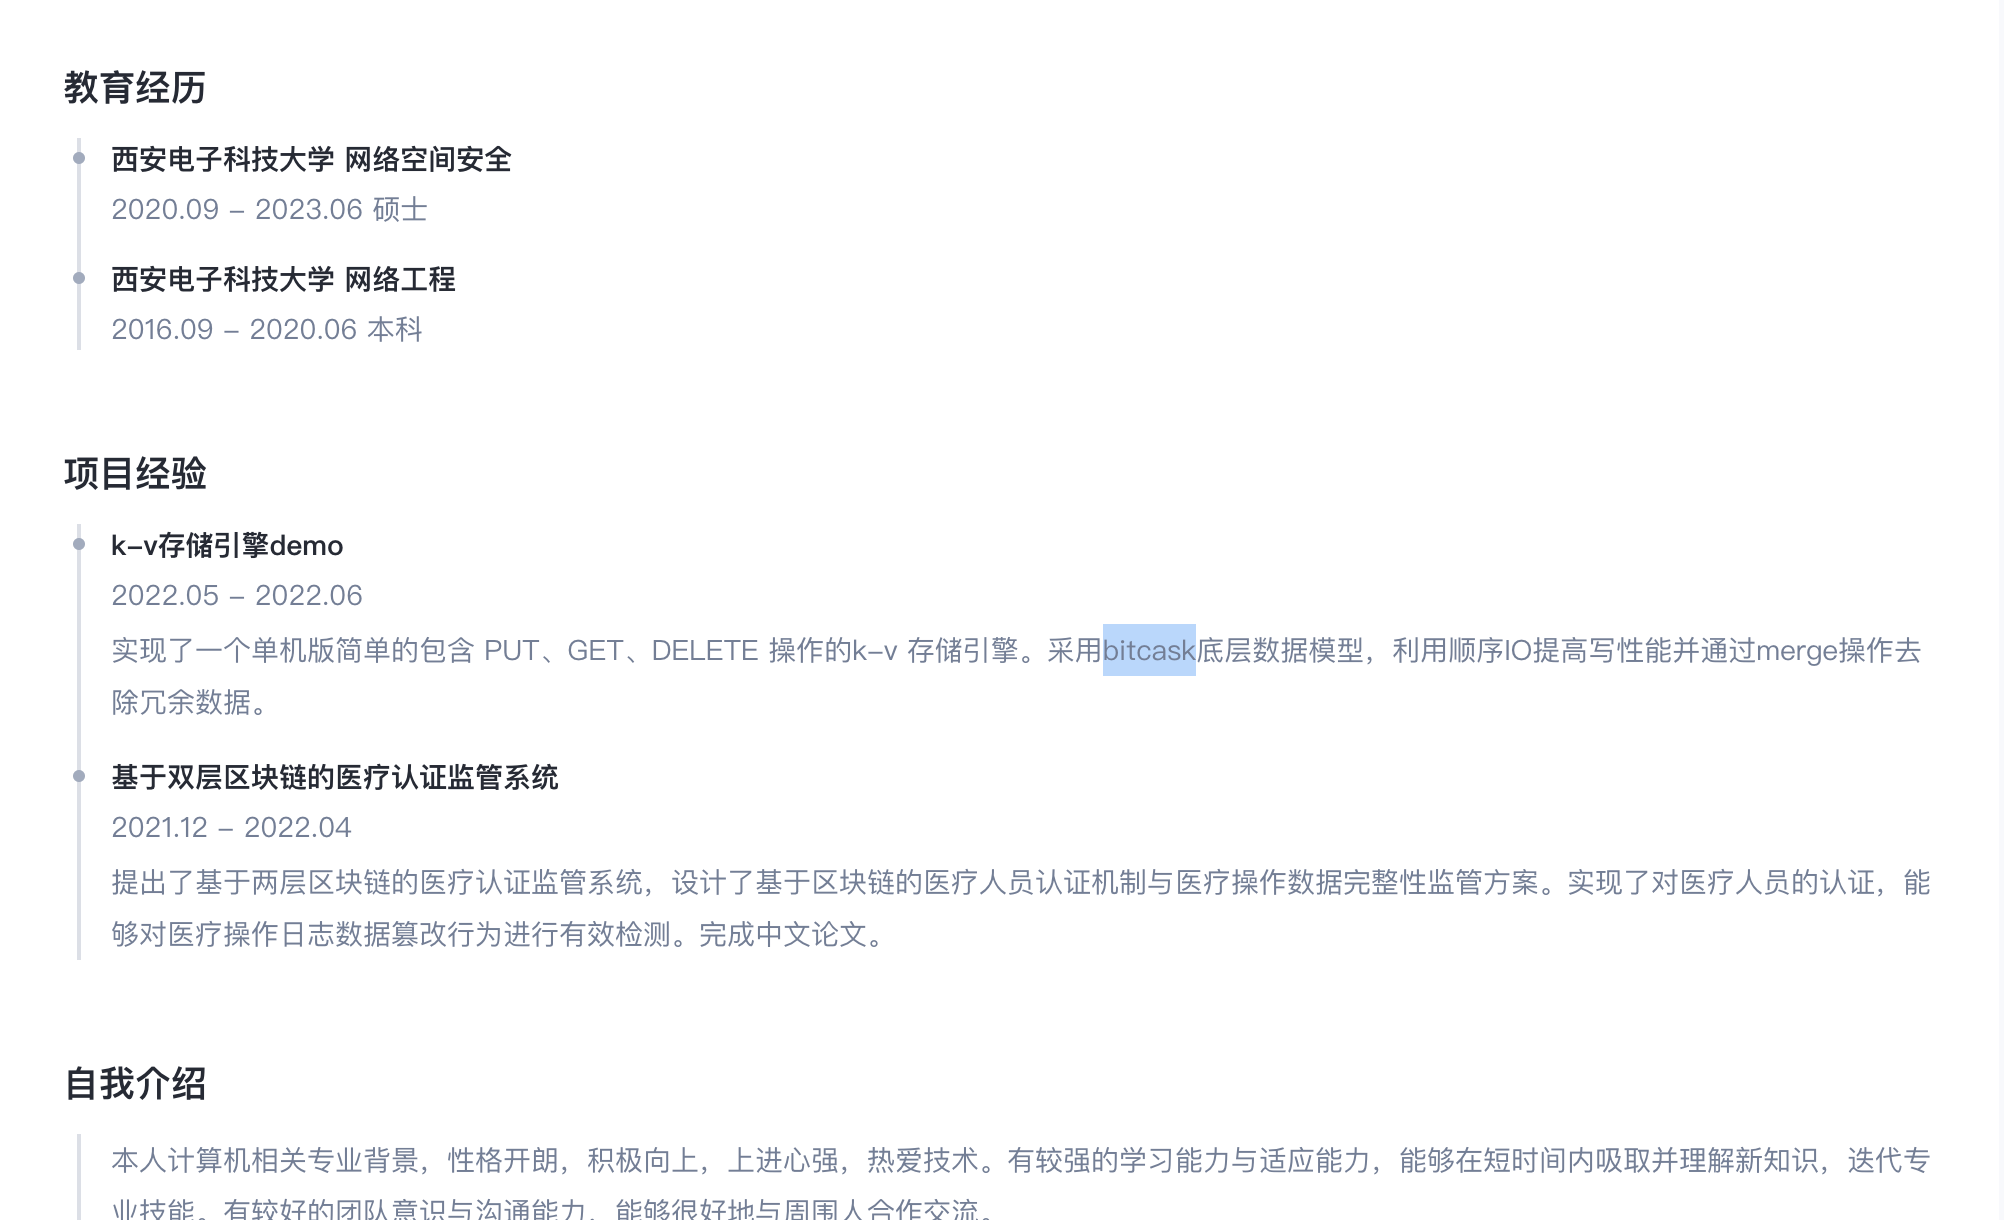 教育经历
西安电子科技大学 网络空间安全
2020.09 – 2023.06 硕士
西安电子科技大学 网络工程
2016.09 – 2020.06 本科
项目经验
k–v存储引擎demo
2022.05 – 2022.06
实现了一个单机版简单的包含 PUT、GET、DELETE 操作的k–v 存储引擎。采用bitcask底层数据模型，利用顺序IO提高写性能并通过merge操作去
除冗余数据。
基于双层区块链的医疗认证监管系统
2021.12 – 2022.04
提出了基于两层区块链的医疗认证监管系统，设计了基于区块链的医疗人员认证机制与医疗操作数据完整性监管方案。实现了对医疗人员的认证，能
够对医疗操作日志数据篡改行为进行有效检测。完成中文论文。
自我介绍
本人计算机相关专业背景，性格开朗，积极向上，上进心强，热爱技术。有较强的学习能力与适应能力，能够在短时间内吸取并理解新知识，迭代专
业技能。有较好的团队意识与沟通能力，能够很好地与周围人合作交流。